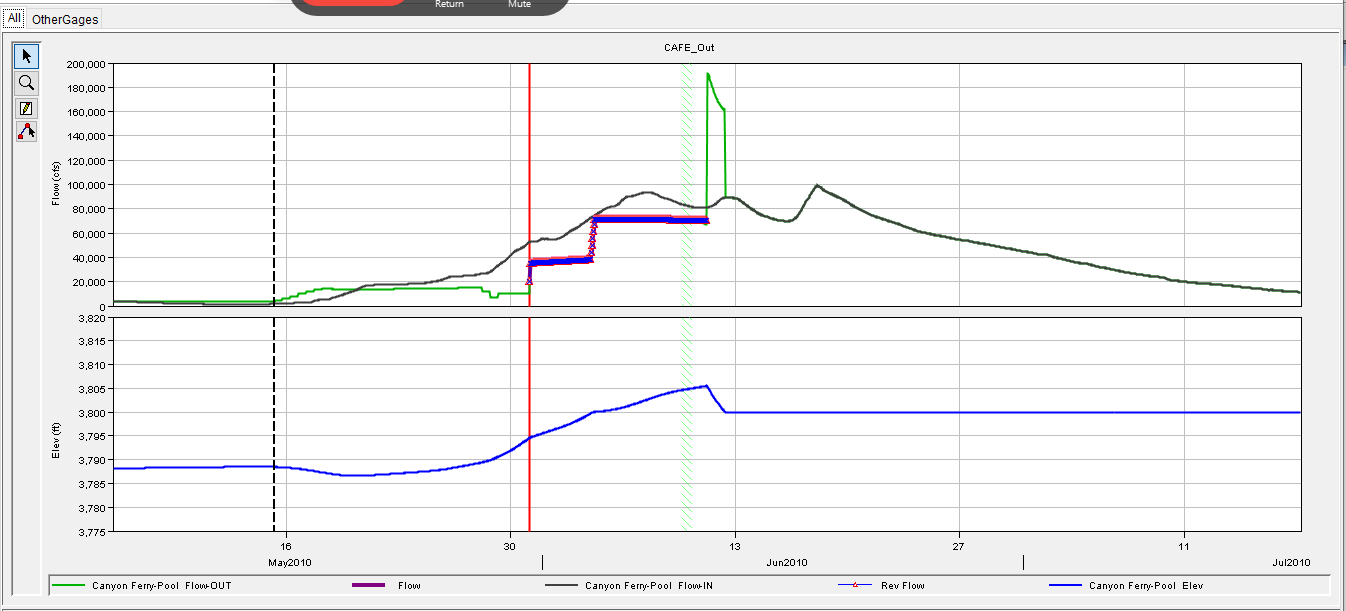 Return Mute
All OtherGages
CAFE_Out
200,000
180,000
160,000
140,000
120,000
100,000
80,000
60,000
40,000
20,000
0
Flow (cfs)
3,820
3,815
3,810
3,805
3,800
3,795
3,790
3,785
3,780
3,775
Elev (ft)
16 30 13 27 11
May2010 Jun2010 Jul2010
Canyon Ferry-Pool Flow-OUT Flow Canyon Ferry-Pool Flow-IN Rev Flow Canyon Ferry-Pool Elev